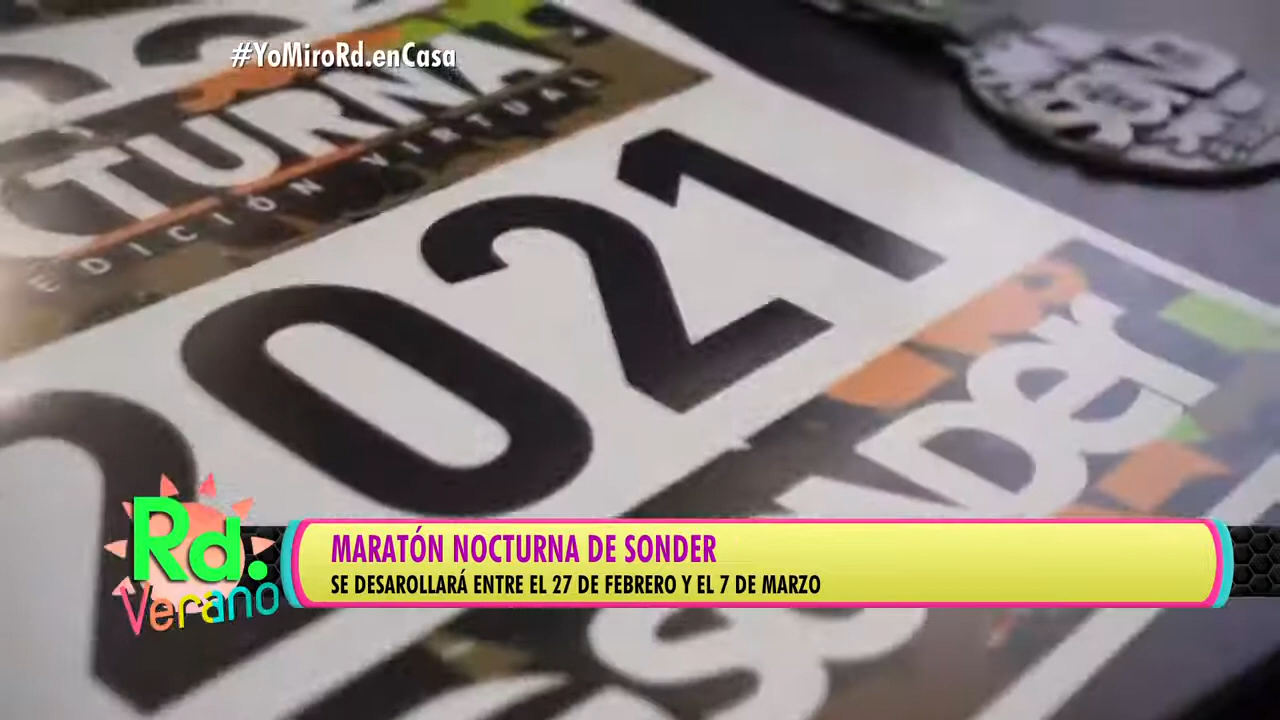 #YoMiroRd.enCasa
TURNA
EDICIÓN VIRTUAL
2021
SONDER
Rd.
Verano
MARATÓN NOCTURNA DE SONDER
SE DESAROLLARÁ ENTRE EL 27 DE FEBRERO Y EL 7 DE MARZO